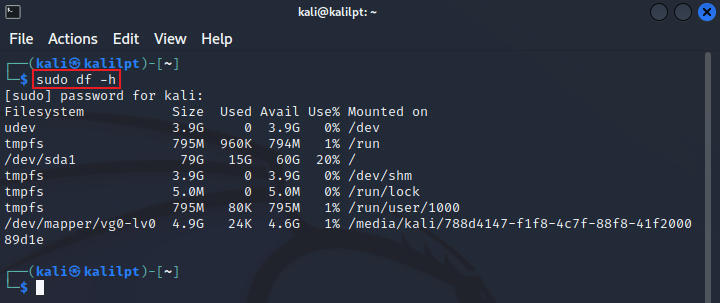 kali@kalilpt: ~
File Actions Edit View Help
┌──(kali㉿kalilpt)-[~]
└─$ sudo df -h
[sudo] password for kali:
Filesystem Size Used Avail Use% Mounted on
udev 3.9G 0 3.9G 0% /dev
tmpfs 795M 960K 794M 1% /run
/dev/sda1 79G 15G 60G 20% /
tmpfs 3.9G 0 3.9G 0% /dev/shm
tmpfs 5.0M 0 5.0M 0% /run/lock
tmpfs 795M 80K 795M 1% /run/user/1000
/dev/mapper/vg0-lv0 4.9G 24K 4.6G 1% /media/kali/788d4147-f1f8-4c7f-88f8-41f2000
89d1e
┌──(kali㉿kalilpt)-[~]
└─$